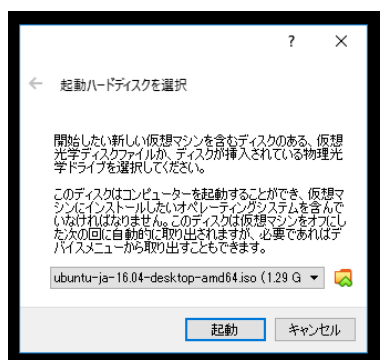 ?
起動ハードディスクを選択
開始したい新しい仮想マシンを含むディスクのある、仮想
光学ディスクファイルか、ディスクが挿入されている物理光
学ドライブを選択してください。
このディスクはコンピューターを起動することができ、仮想マ
シンにインストールしたいオペレーティングシステムを含んで
いなければなりません。このディスクは仮想マシンをオフにし
た次の回に自動的に取り出されますが、必要であればデ
バイスメニューから取り出すこともできます。
ubuntu-ja-16.04-desktop-amd64.iso (1.29 G
起動
キャンセル